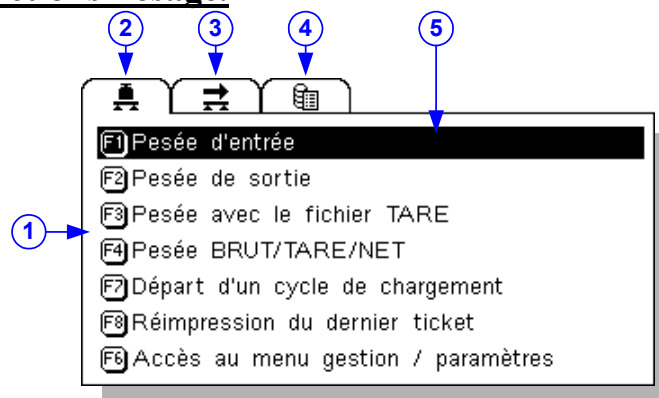 2 3 4 5
F1 Pesée d'entrée
F2 Pesée de sortie
F3 Pesée avec le fichier TARE
1
F4 Pesée BRUT/TARE/NET
F7 Départ d'un cycle de chargement
F8 Réimpression du dernier ticket
F6 Accès au menu gestion / paramètres